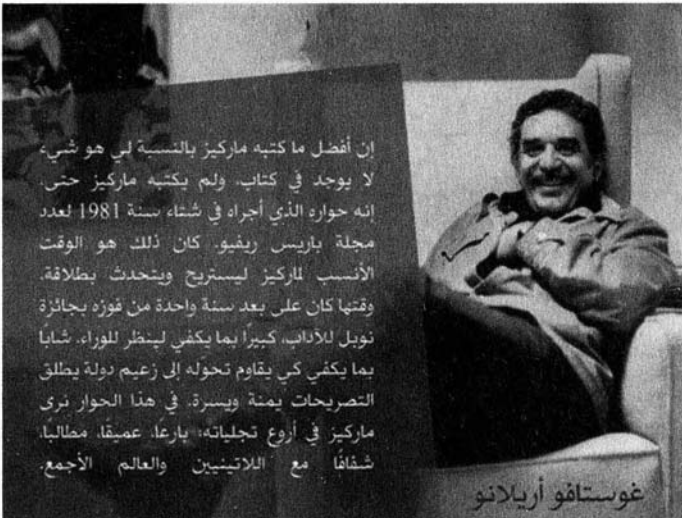 إن أفضل ما كتبه ماركيز بالنسبة لي هو شيء
لا يوجد في كتاب، ولم يكتبه ماركيز حتى.
إنه حواره الذي أجراه في شتاء سنة 1981 لعدد
مجلة باريس ريفيو. كان ذلك هو الوقت
الأنسب لماركيز ليستريح ويتحدث بطلاقة.
وقتها كان على بعد سنة واحدة من فوزه بجائزة
نوبل للآداب، كبيرًا بما يكفي لينظر للوراء، شابا
بما يكفي كي يقاوم تحوله إلى زعيم دولة يطلق
التصريحات يمنة ويسرة. في هذا الحوار نرى
ماركيز في أروع تجلياته؛ بارعًا، عميقًا، مطالبا،
شفافًا مع اللاتينيين والعالم الأجمع.
غوستافو أريلانو